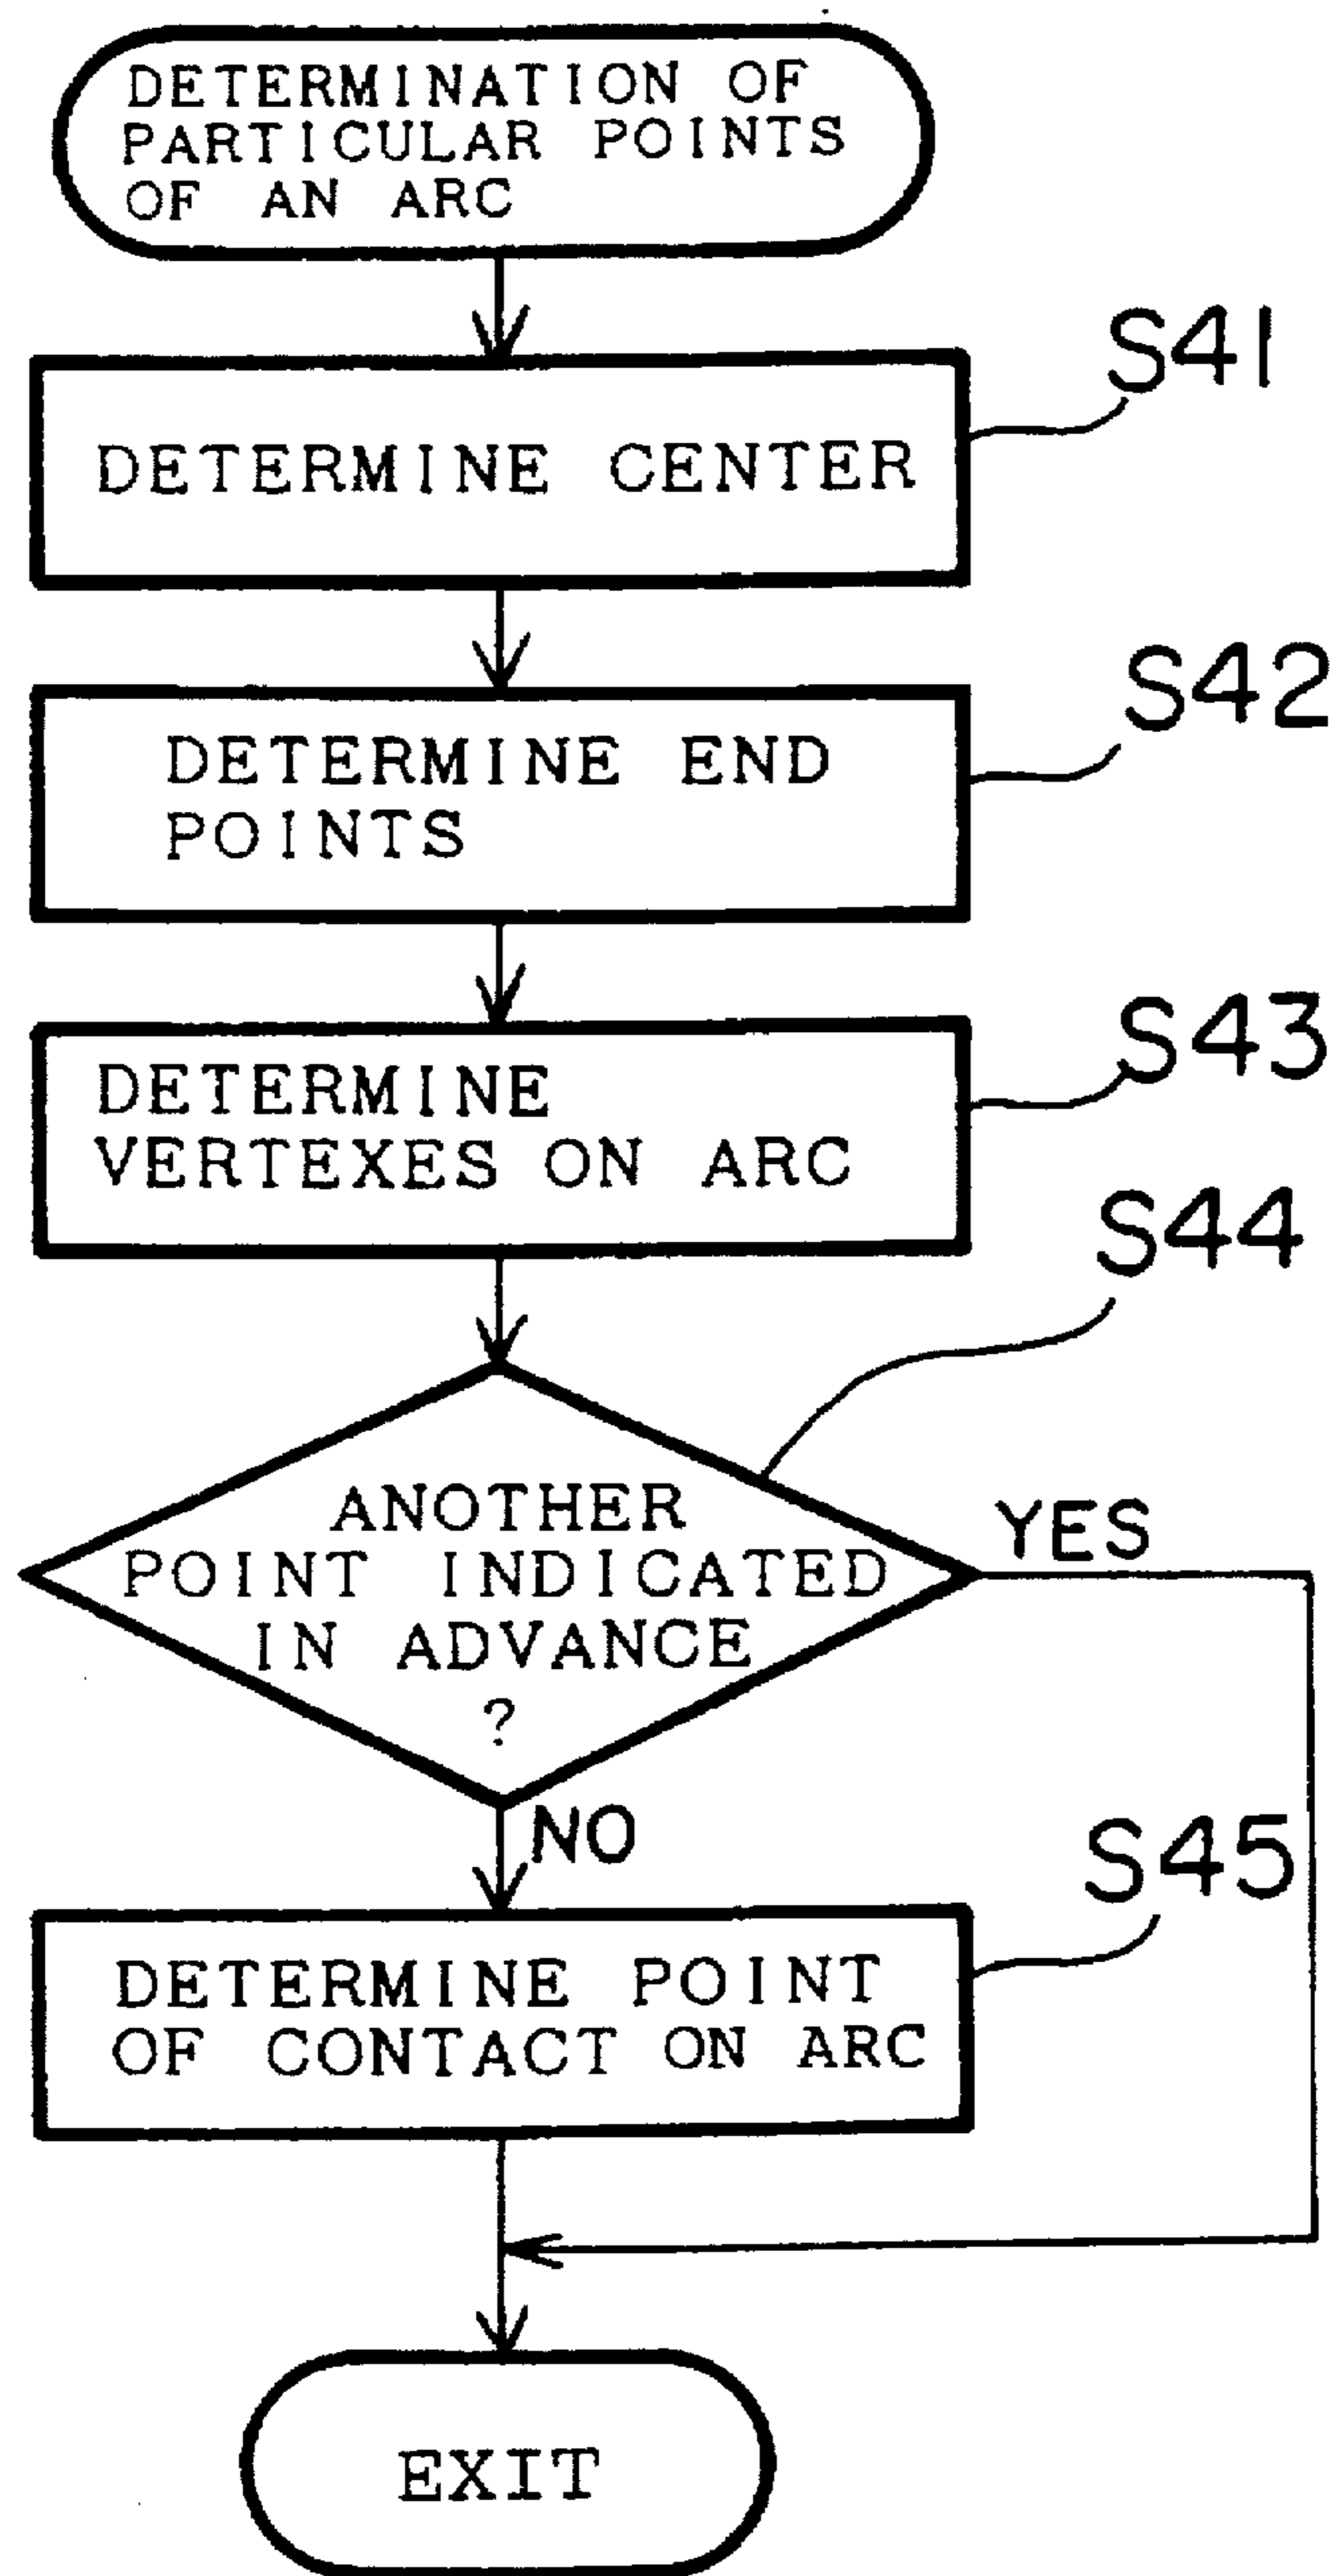 DETERMINATION OF
PARTICULAR POINTS
OF AN ARC
S41
DETERMINE CENTER
S42
DETERMINE END
POINTS
S43
DETERMINE
VERTEXES ON ARC
S44
ANOTHER
POINT INDICATED
IN ADVANCE
?
YES
NO
S45
DETERMINE POINT
OF CONTACT ON ARC
EXIT